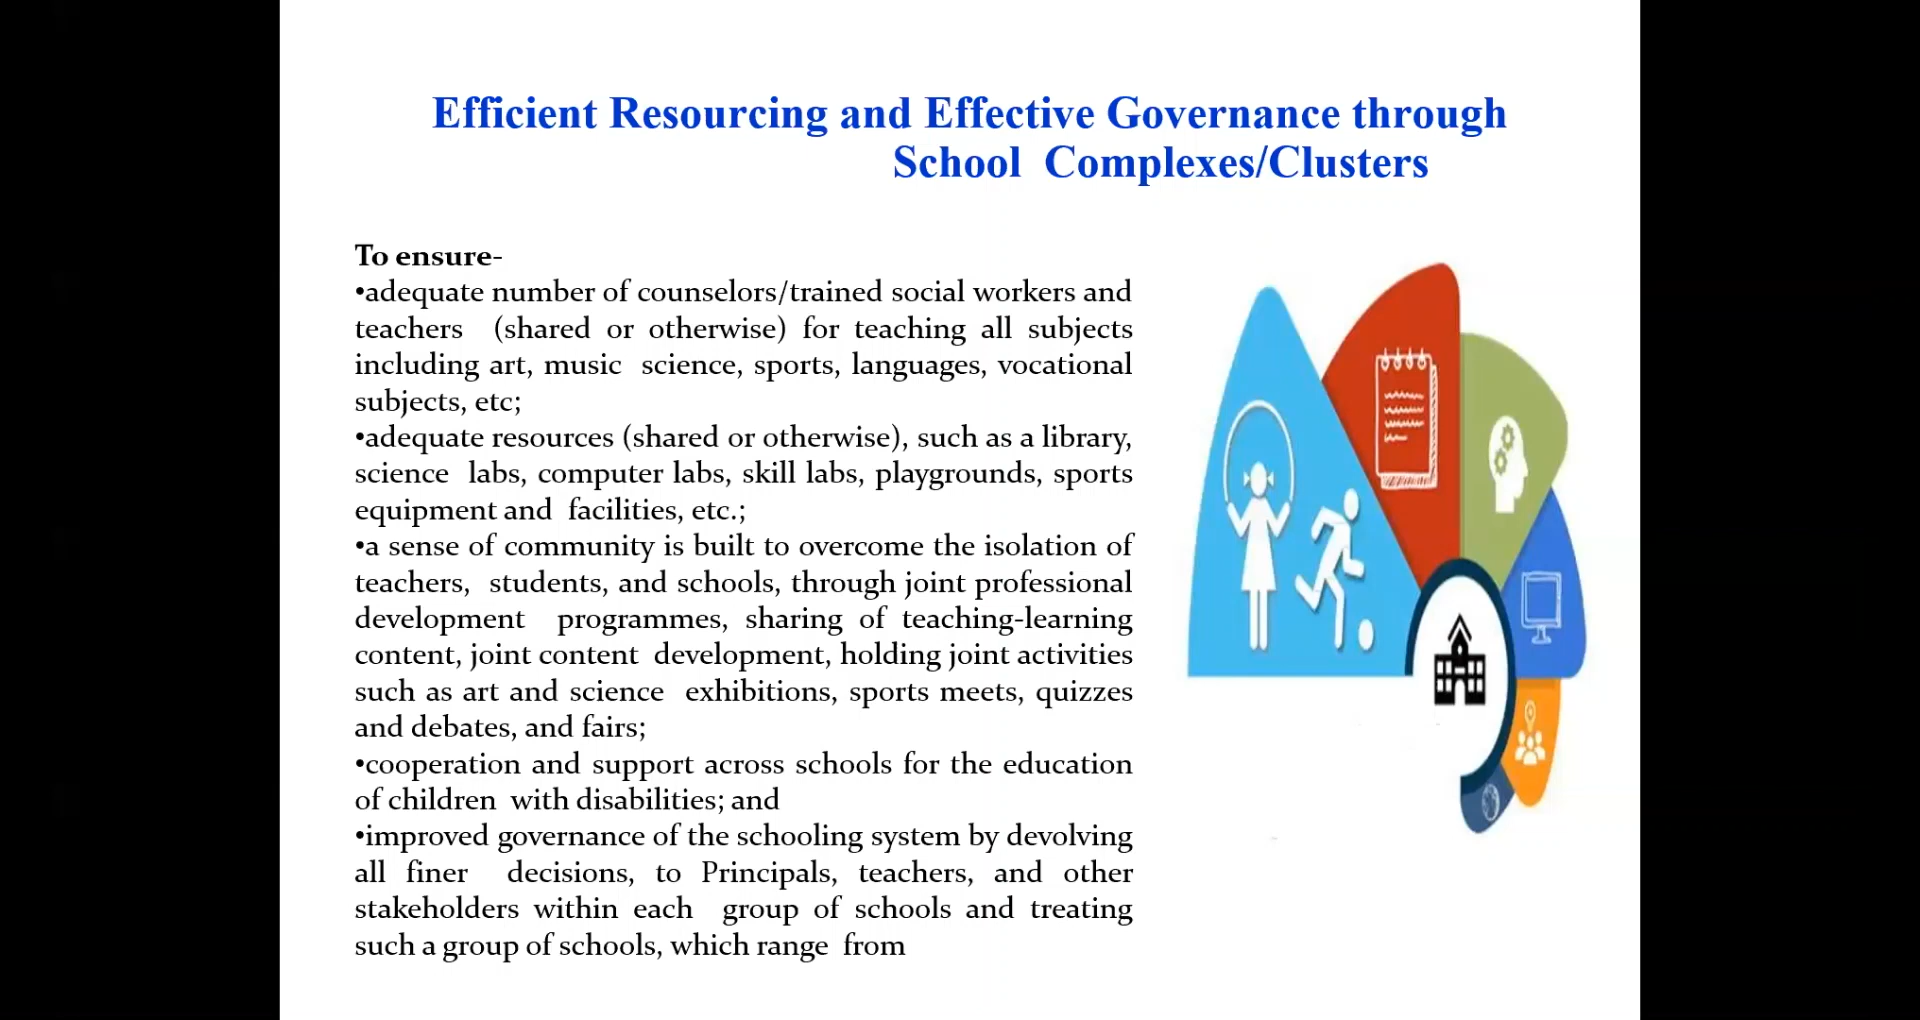 Efficient Resourcing and Effective Governance through
School Complexes/Clusters
To ensure-
•adequate number of counselors/trained social workers and
teachers (shared or otherwise) for teaching all subjects
including art, music science, sports, languages, vocational
subjects, etc;
•adequate resources (shared or otherwise), such as a library,
science labs, computer labs, skill labs, playgrounds, sports
equipment and facilities, etc.;
•a sense of community is built to overcome the isolation of
teachers, students, and schools, through joint professional
development programmes, sharing of teaching-learning
content, joint content development, holding joint activities
such as art and science exhibitions, sports meets, quizzes
and debates, and fairs;
•cooperation and support across schools for the education
of children with disabilities; and
•improved governance of the schooling system by devolving
all finer decisions, to Principals, teachers, and other
stakeholders within each group of schools and treating
such a group of schools, which range from